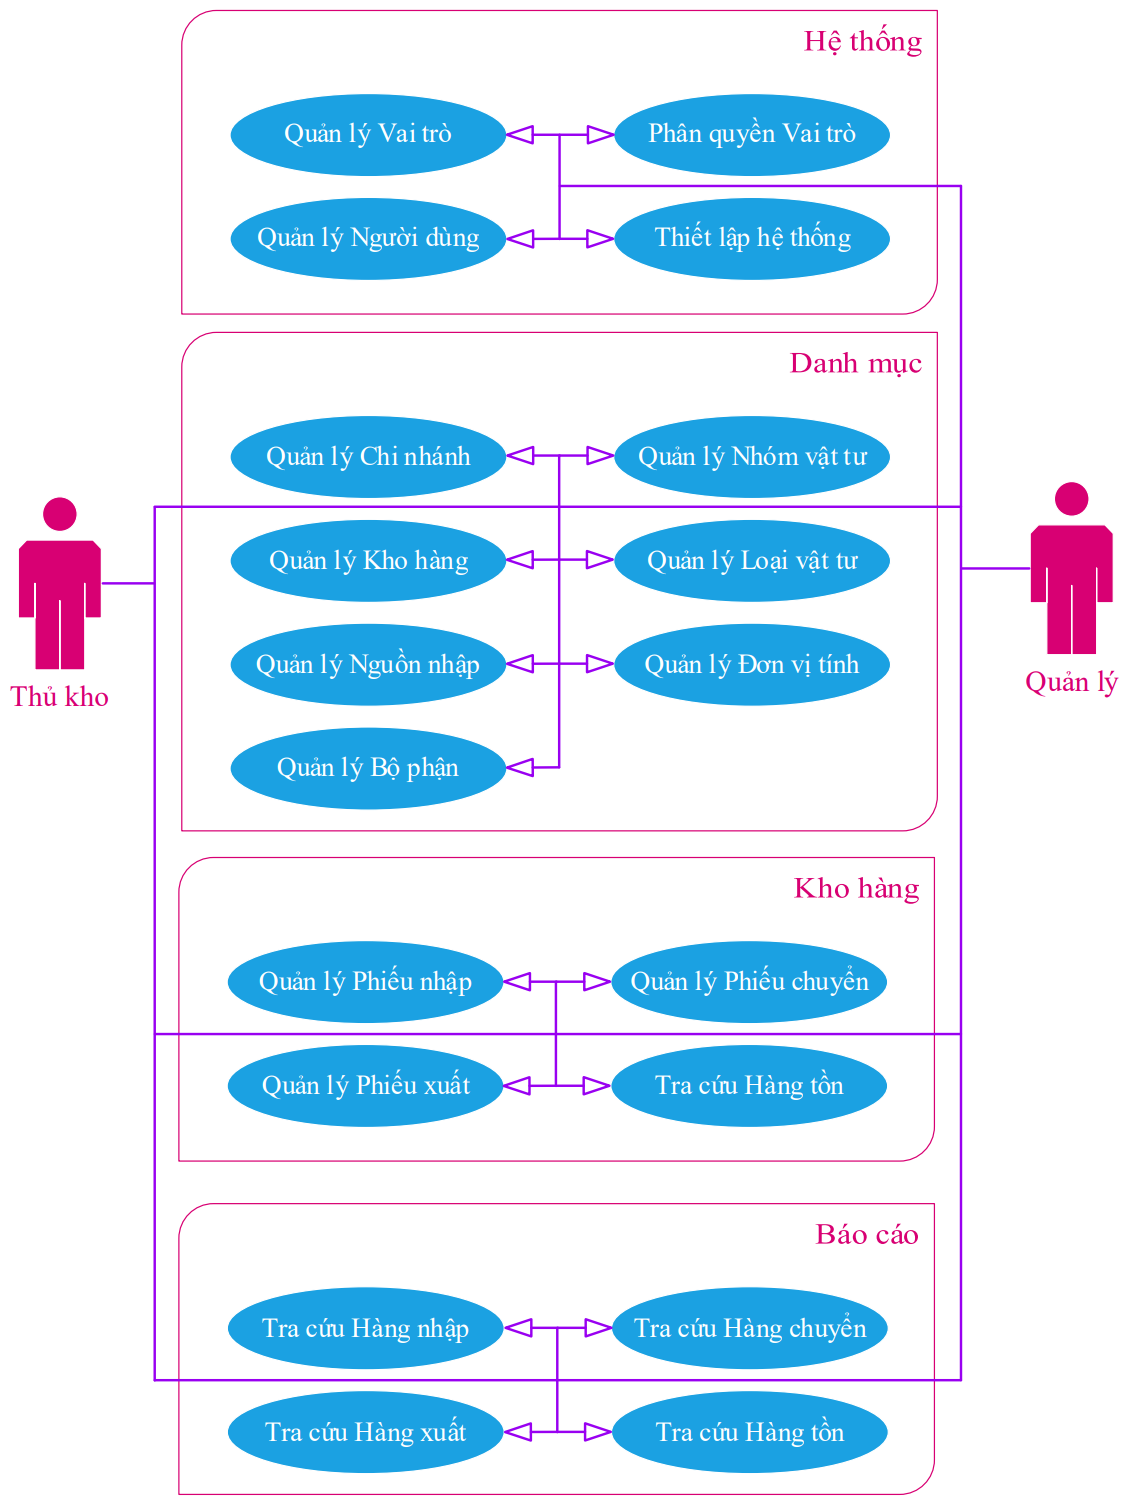 Hệ thống
Quản lý Vai trò
Phân quyền Vai trò
Quản lý Người dùng
Thiết lập hệ thống
Danh mục
Quản lý Chi nhánh
Quản lý Nhóm vật tư
Quản lý Kho hàng
Quản lý Loại vật tư
Quản lý Nguồn nhập
Quản lý Đơn vị tính
Quản lý Bộ phận
Thủ kho
Quản lý
Kho hàng
Quản lý Phiếu nhập
Quản lý Phiếu chuyển
Quản lý Phiếu xuất
Tra cứu Hàng tồn
Báo cáo
Tra cứu Hàng nhập
Tra cứu Hàng chuyển
Tra cứu Hàng xuất
Tra cứu Hàng tồn